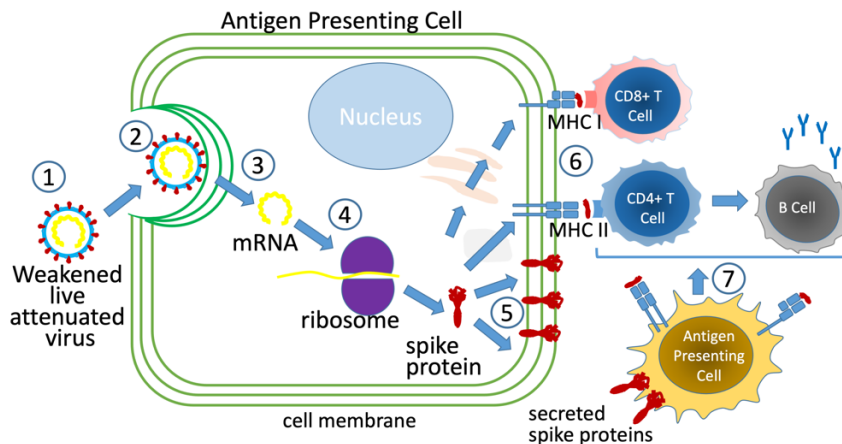 Antigen Presenting Cell
1
2
3
4
5
6
7
Weakened
live
attenuated
virus
mRNA
ribosome
spike
protein
Nucleus
cell membrane
MHC I
CD8+ T
Cell
MHC II
CD4+ T
Cell
B Cell
Antigen
Presenting
Cell
secreted
spike proteins